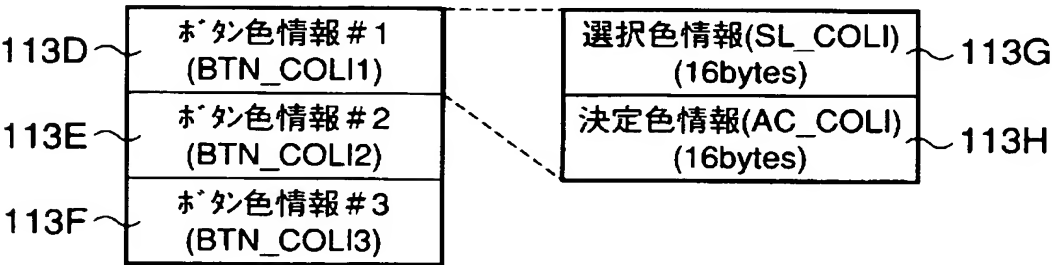 113D
ﾎﾞﾀﾝ色情報#1
(BTN_COLI1)
113E
ﾎﾞﾀﾝ色情報#2
(BTN_COLI2)
113F
ﾎﾞﾀﾝ色情報#3
(BTN_COLI3)
選択色情報(SL_COLI)
(16bytes)
113G
決定色情報(AC_COLI)
(16bytes)
113H